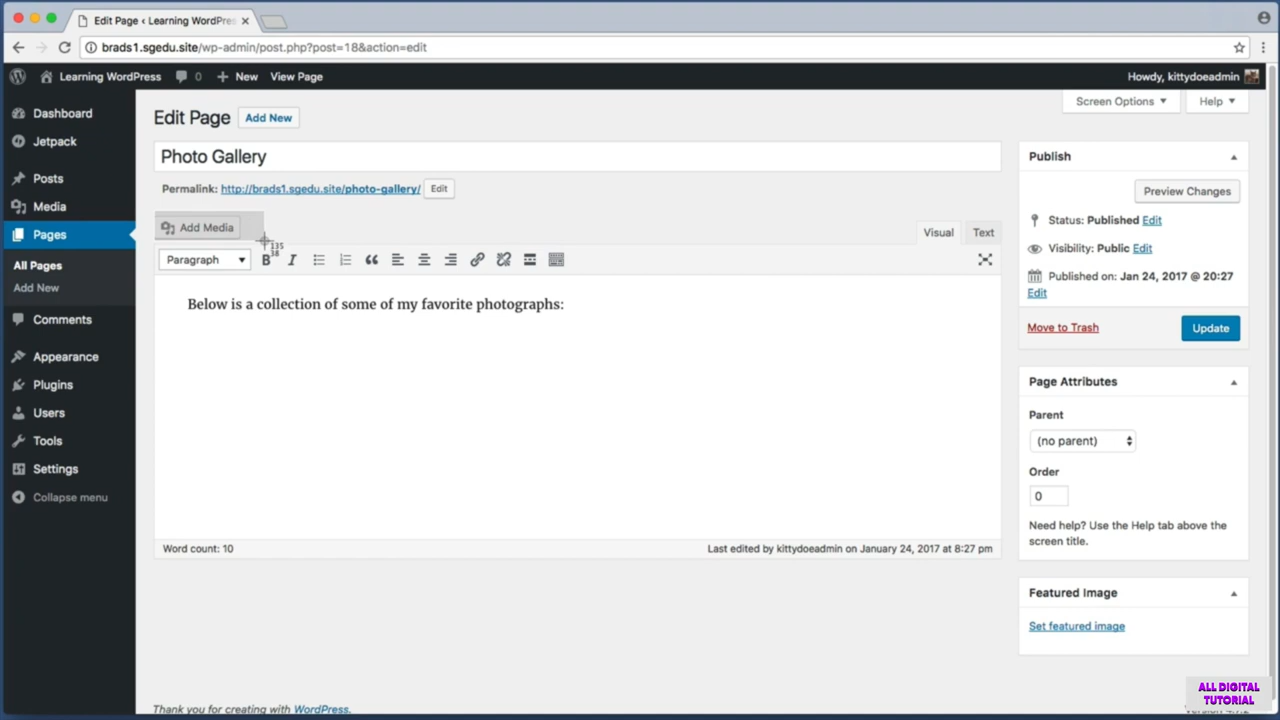 Edit Page ‹ Learning WordPres
brads1.sgedu.site/wp-admin/post.php?post=18&action=edit
Learning WordPress 0 New View Page Howdy, kittydoeadmin
Screen Options Help
Dashboard
Jetpack
Posts
Media
Pages
All Pages
Add New
Comments
Appearance
Plugins
Users
Tools
Settings
Collapse menu
Edit Page Add New
Photo Gallery
Permalink: http://brads1.sgedu.site/photo-gallery/ Edit
Add Media
135
38
Visual Text
Paragraph B I
Below is a collection of some of my favorite photographs:
Word count: 10 Last edited by kittydoeadmin on January 24, 2017 at 8:27 pm
Publish
Preview Changes
Status: Published Edit
Visibility: Public Edit
Published on: Jan 24, 2017 @ 20:27
Edit
Move to Trash Update
Page Attributes
Parent
(no parent)
Order
0
Need help? Use the Help tab above the
screen title.
Featured Image
Set featured image
Thank you for creating with WordPress.
ALL DIGITAL
TUTORIAL